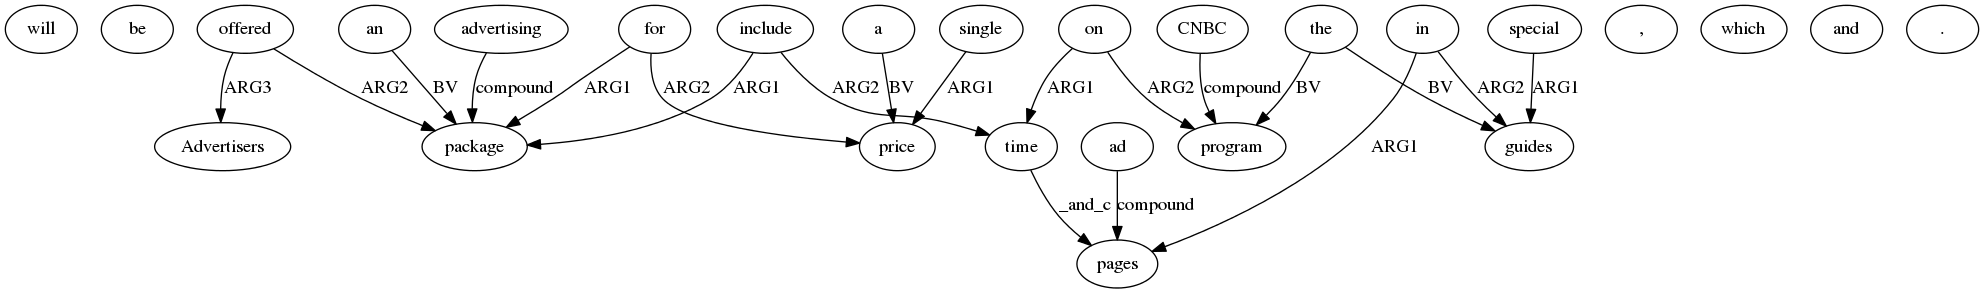 will be offered an advertising for include a single on CNBC the in special , which and .
ARG3 ARG2 BV compound ARG1 ARG2 ARG1 ARG2 BV ARG1 ARG1 ARG2 compound BV BV ARG2 ARG1
Advertisers package price time ad program guides
ARG1
_and_c compound
pages